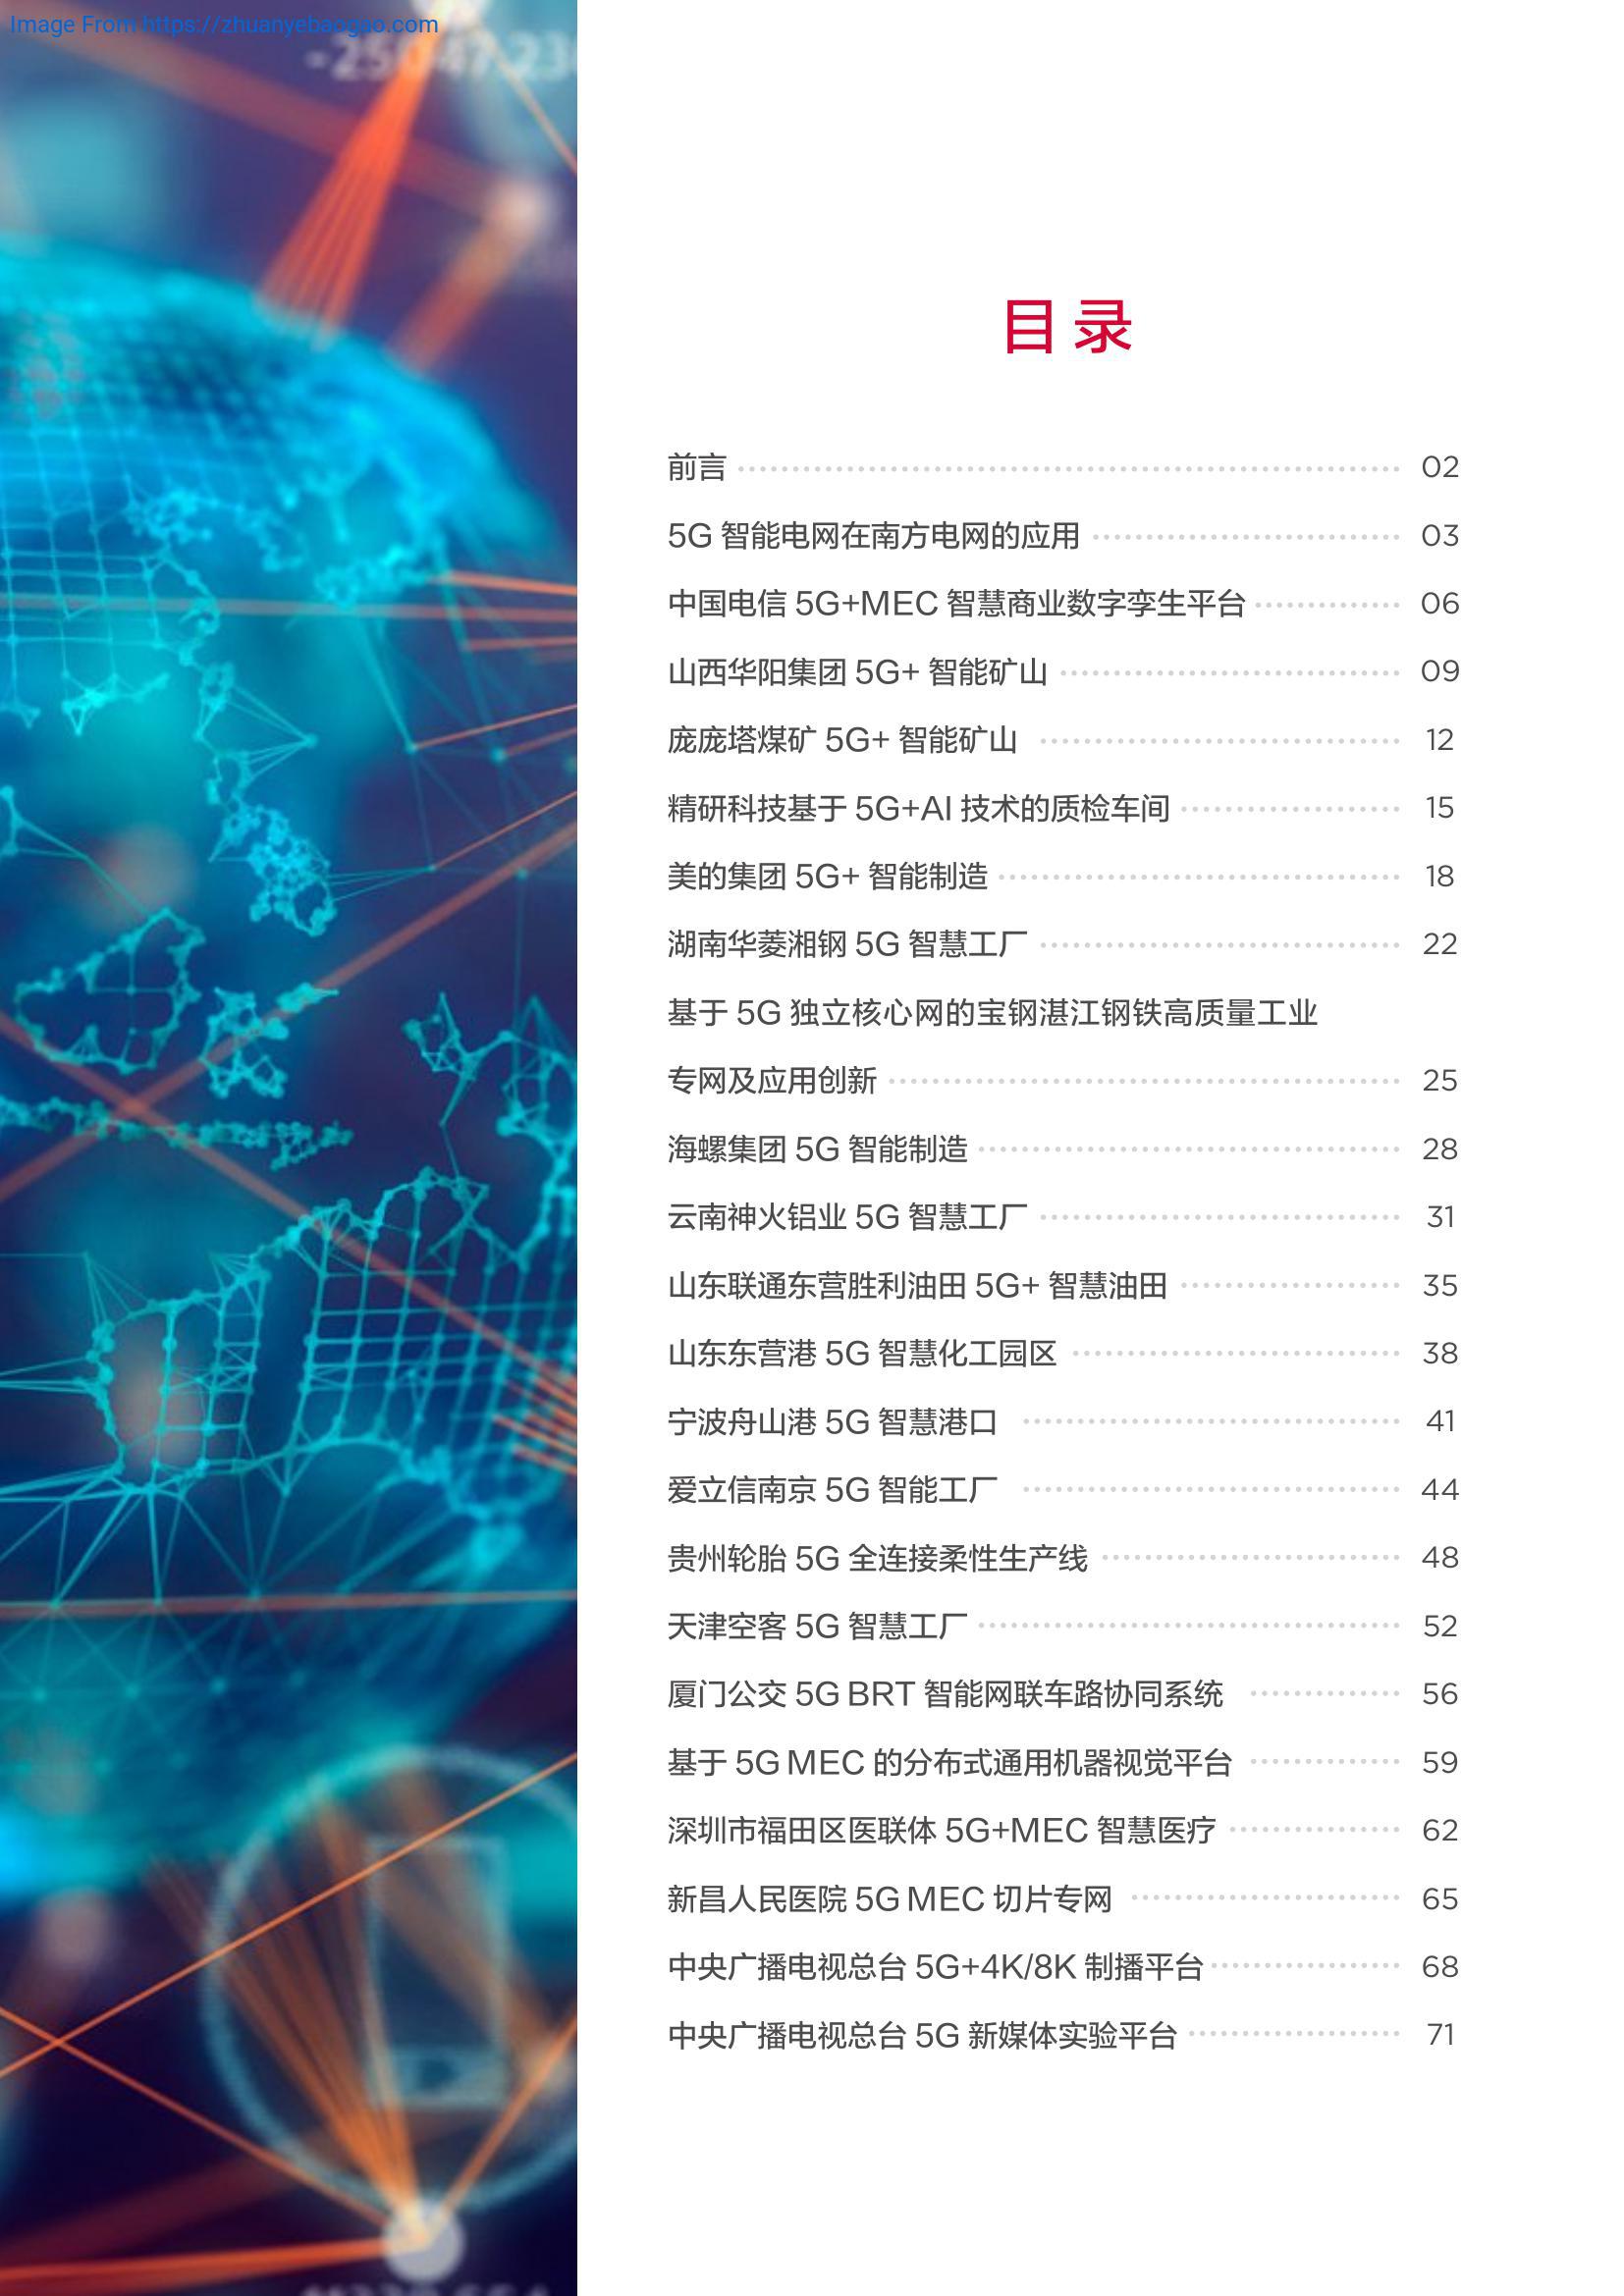 Image From https://zhuanyebaogao.com
目录
前言 02
5G 智能电网在南方电网的应用 03
中国电信 5G+MEC 智慧商业数字孪生平台 06
山西华阳集团 5G+ 智能矿山 09
庞庞塔煤矿 5G+ 智能矿山 12
精研科技基于 5G+AI 技术的质检车间 15
美的集团 5G+ 智能制造 18
湖南华菱湘钢 5G 智慧工厂 22
基于 5G 独立核心网的宝钢湛江钢铁高质量工业
专网及应用创新 25
海螺集团 5G 智能制造 28
云南神火铝业 5G 智慧工厂 31
山东联通东营胜利油田 5G+ 智慧油田 35
山东东营港 5G 智慧化工园区 38
宁波舟山港 5G 智慧港口 41
爱立信南京 5G 智能工厂 44
贵州轮胎 5G 全连接柔性生产线 48
天津空客 5G 智慧工厂 52
厦门公交 5G BRT 智能网联车路协同系统 56
基于 5G MEC 的分布式通用机器视觉平台 59
深圳市福田区医联体 5G+MEC 智慧医疗 62
新昌人民医院 5G MEC 切片专网 65
中央广播电视总台 5G+4K/8K 制播平台 68
中央广播电视总台 5G 新媒体实验平台 71